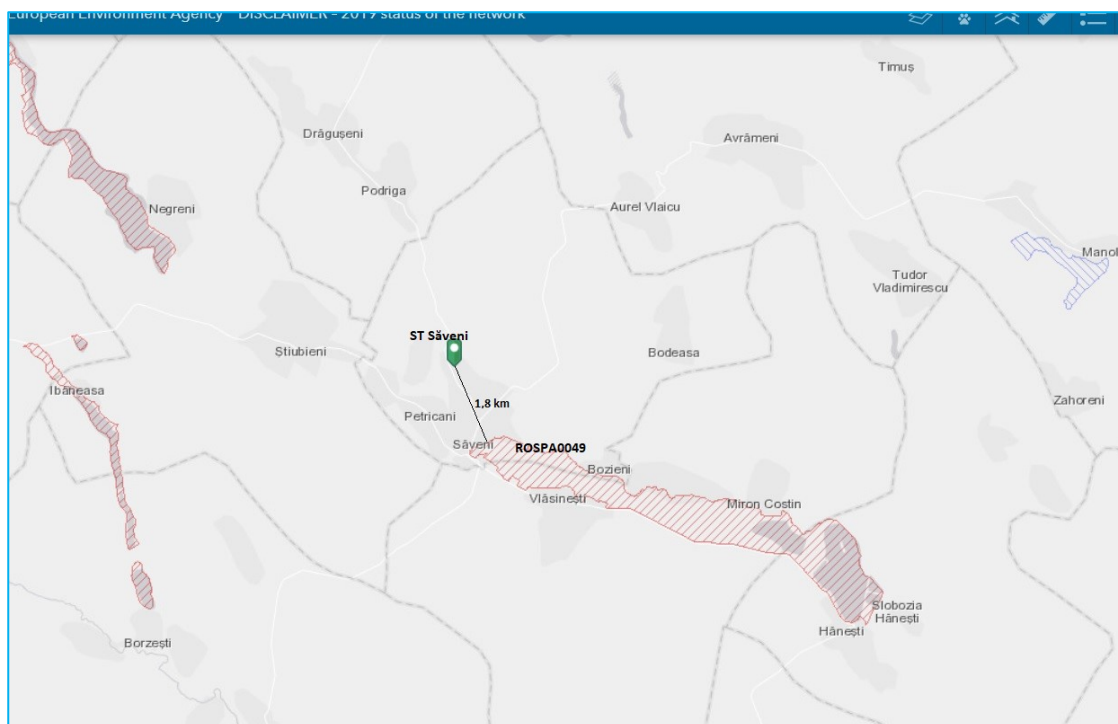 European Environment Agency - DISCLAIMER - 2019 status of the network
Timuș
Drăgușeni
Avrămeni
Podriga
Negreni
Aurel Vlaicu
Manol
Tudor
Vladimirescu
ST Săveni
Știubieni
Bodeasa
Ibăneasa
1,8 km
Zahoreni
Petricani
Săveni
ROSPA0049
Bozieni
Vlăsinești
Miron Costin
Slobozia
Hănești
Hănești
Borzești